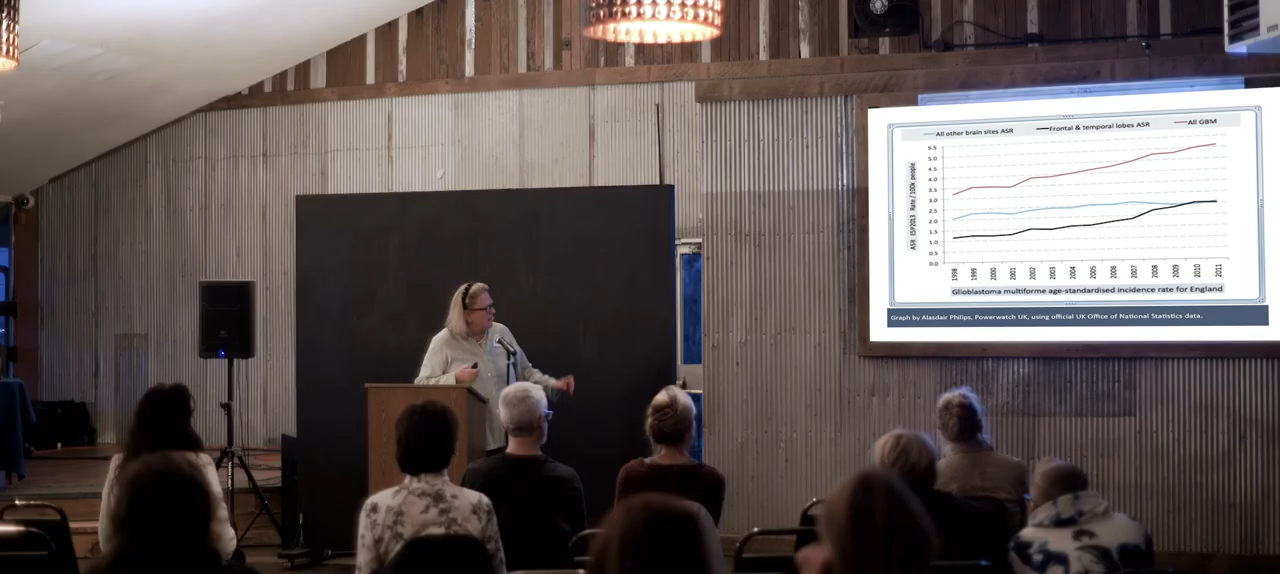 All other brain sites ASR Frontal & temporal lobes ASR All GBM
5.5
5.0
4.5
4.0
3.5
3.0
2.5
2.0
1.5
1.0
0.5
0.0
ASR ESP2013 Rate / 100k people
1998 1999 2000 2001 2002 2003 2004 2005 2006 2007 2008 2009 2010 2011
Glioblastoma multiforme age-standardised incidence rate for England
Graph by Alasdair Philips, Powerwatch UK, using official UK Office of National Statistics data.